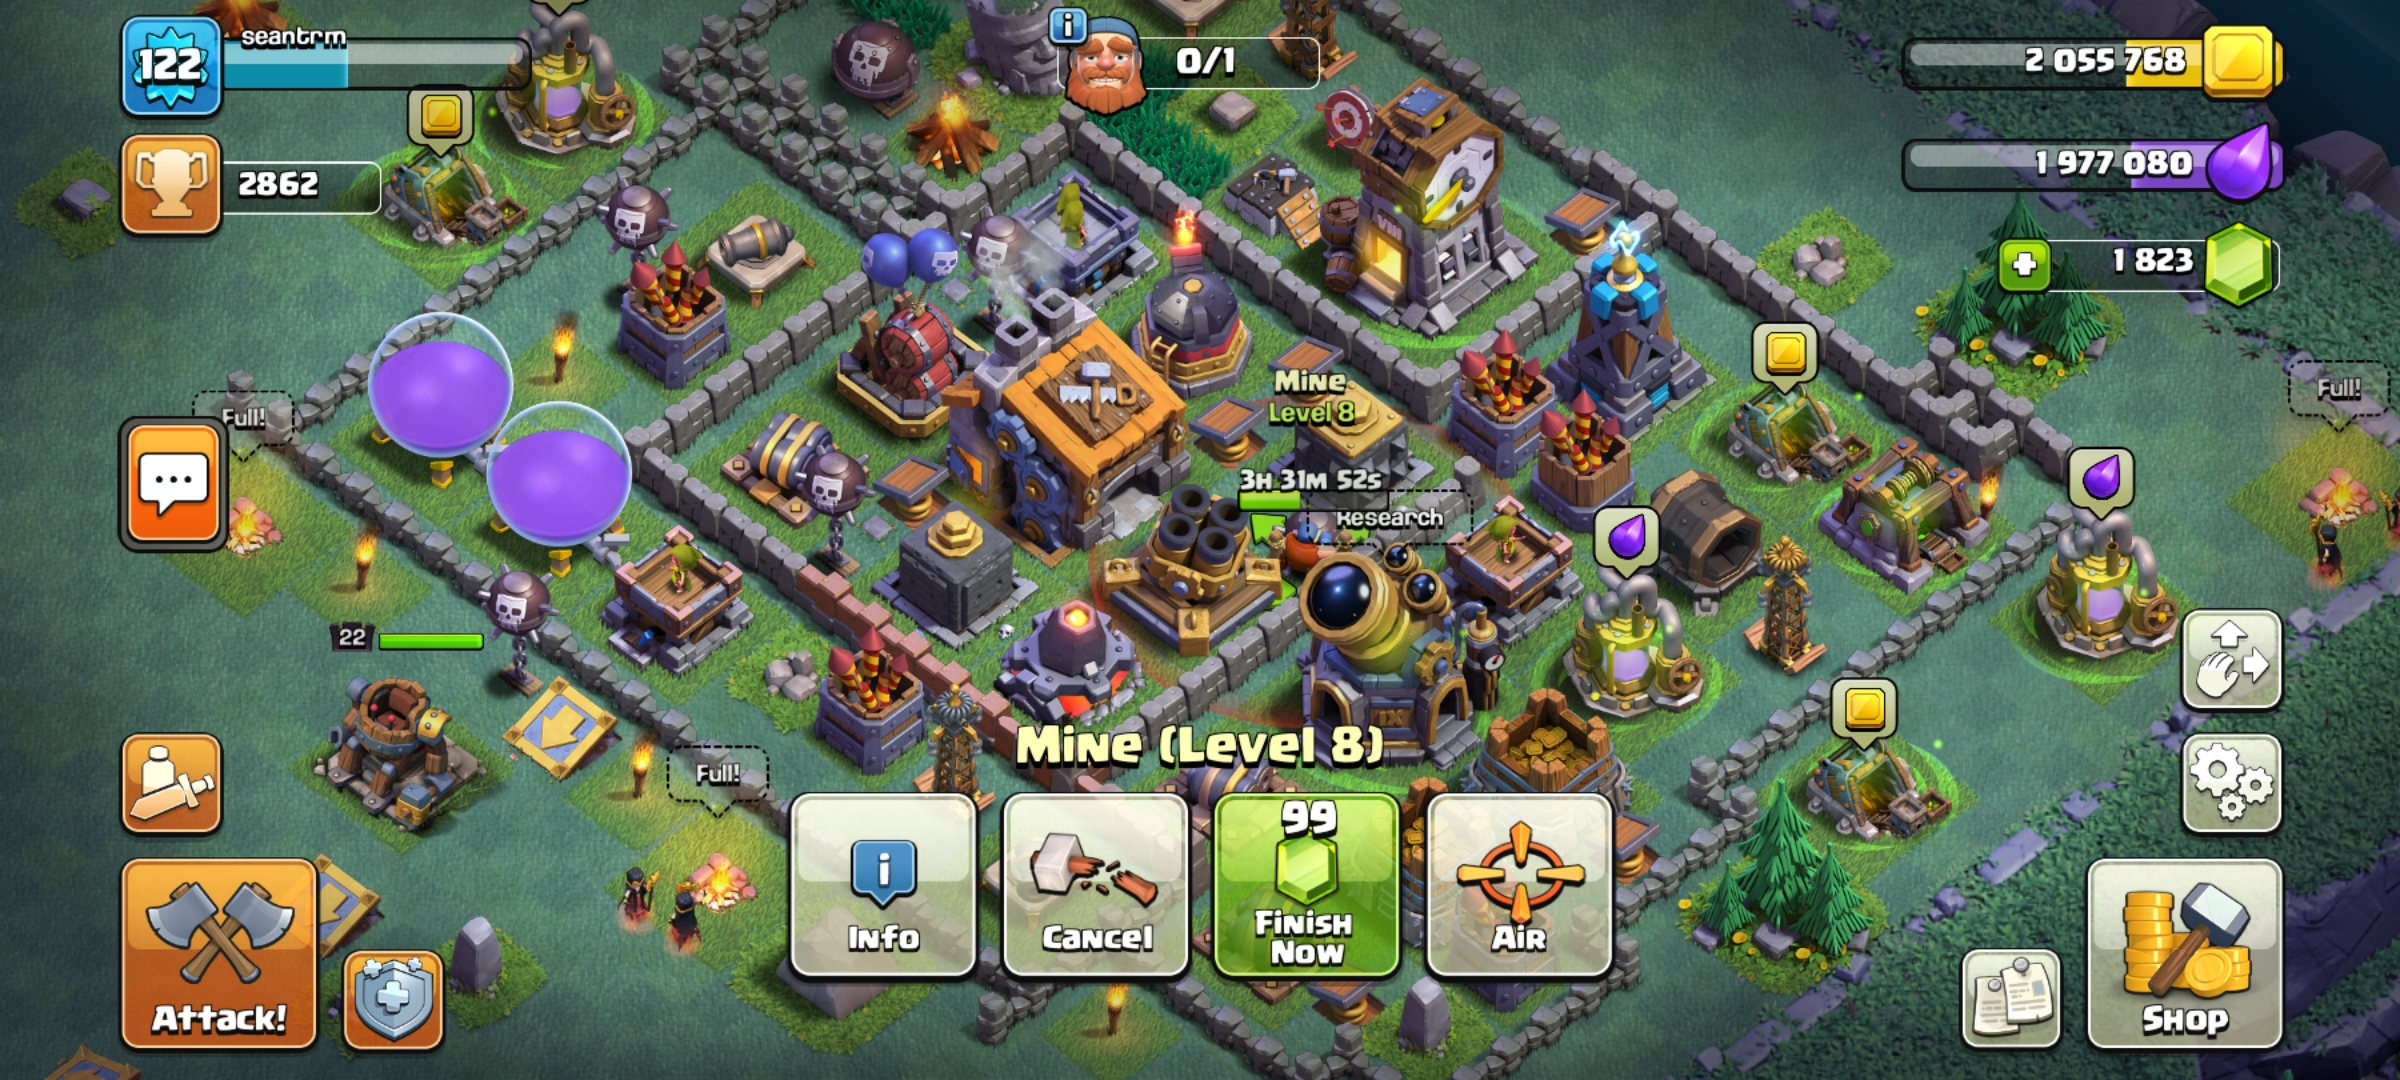 122
seantrm
0/1
2 055 768
2862
1 977 080
1 823
Mine
Level 8
Full!
Full!
3H 31M 52s
Research
22
Mine (Level 8)
Full!
99
Info
Cancel
Finish
Now
Air
Attack!
Shop